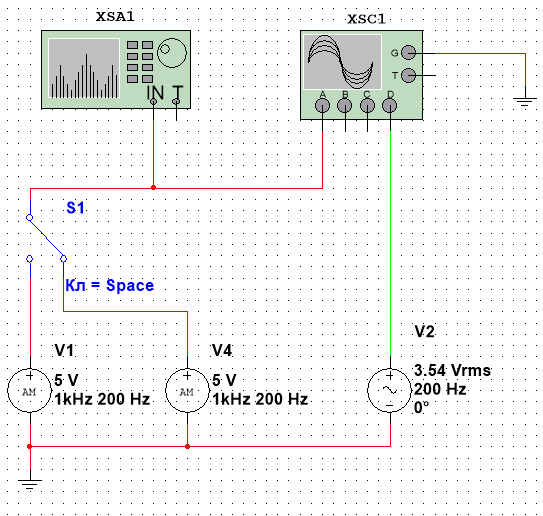 XSA1
XSC1
G
T
A B C D
IN T
S1
Кл = Space
V1
5 V
1kHz 200 Hz
AM
V4
5 V
1kHz 200 Hz
AM
V2
3.54 Vrms
200 Hz
0°